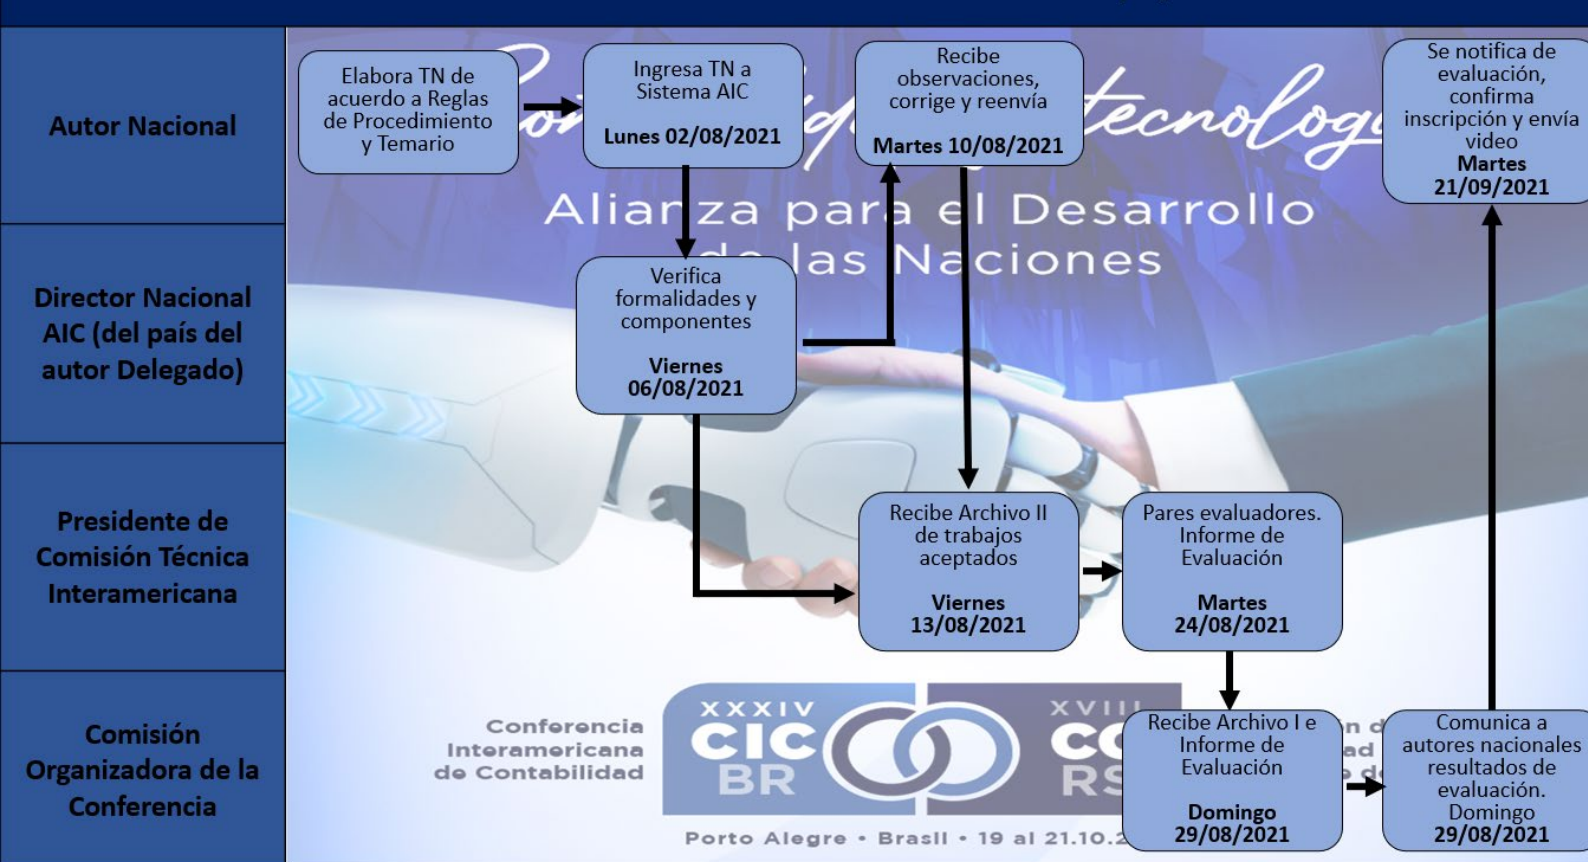 Autor Nacional
Elabora TN de
acuerdo a Reglas
de Procedimiento
y Temario
Ingresa TN a
Sistema AIC
Lunes 02/08/2021
Recibe
observaciones,
corrige y reenvía
Martes 10/08/2021
Se notifica de
evaluación,
confirma
inscripción y envía
video
Martes
21/09/2021
tecnolog
Alianza para el Desarrollo
de las Naciones
Director Nacional
AIC (del país del
autor Delegado)
Verifica
formalidades y
componentes
Viernes
06/08/2021
Presidente de
Comisión Técnica
Interamericana
Recibe Archivo II
de trabajos
aceptados
Viernes
13/08/2021
Pares evaluadores.
Informe de
Evaluación
Martes
24/08/2021
Comisión
Organizadora de la
Conferencia
Conferencia
Interamericana
de Contabilidad
XXXIV
CIC
BR
XVIII
RS
Recibe Archivo I e
Informe de
Evaluación
Domingo
29/08/2021
Comunica a
autores nacionales
resultados de
evaluación.
Domingo
29/08/2021
Porto Alegre • Brasil • 19 al 21.10.2